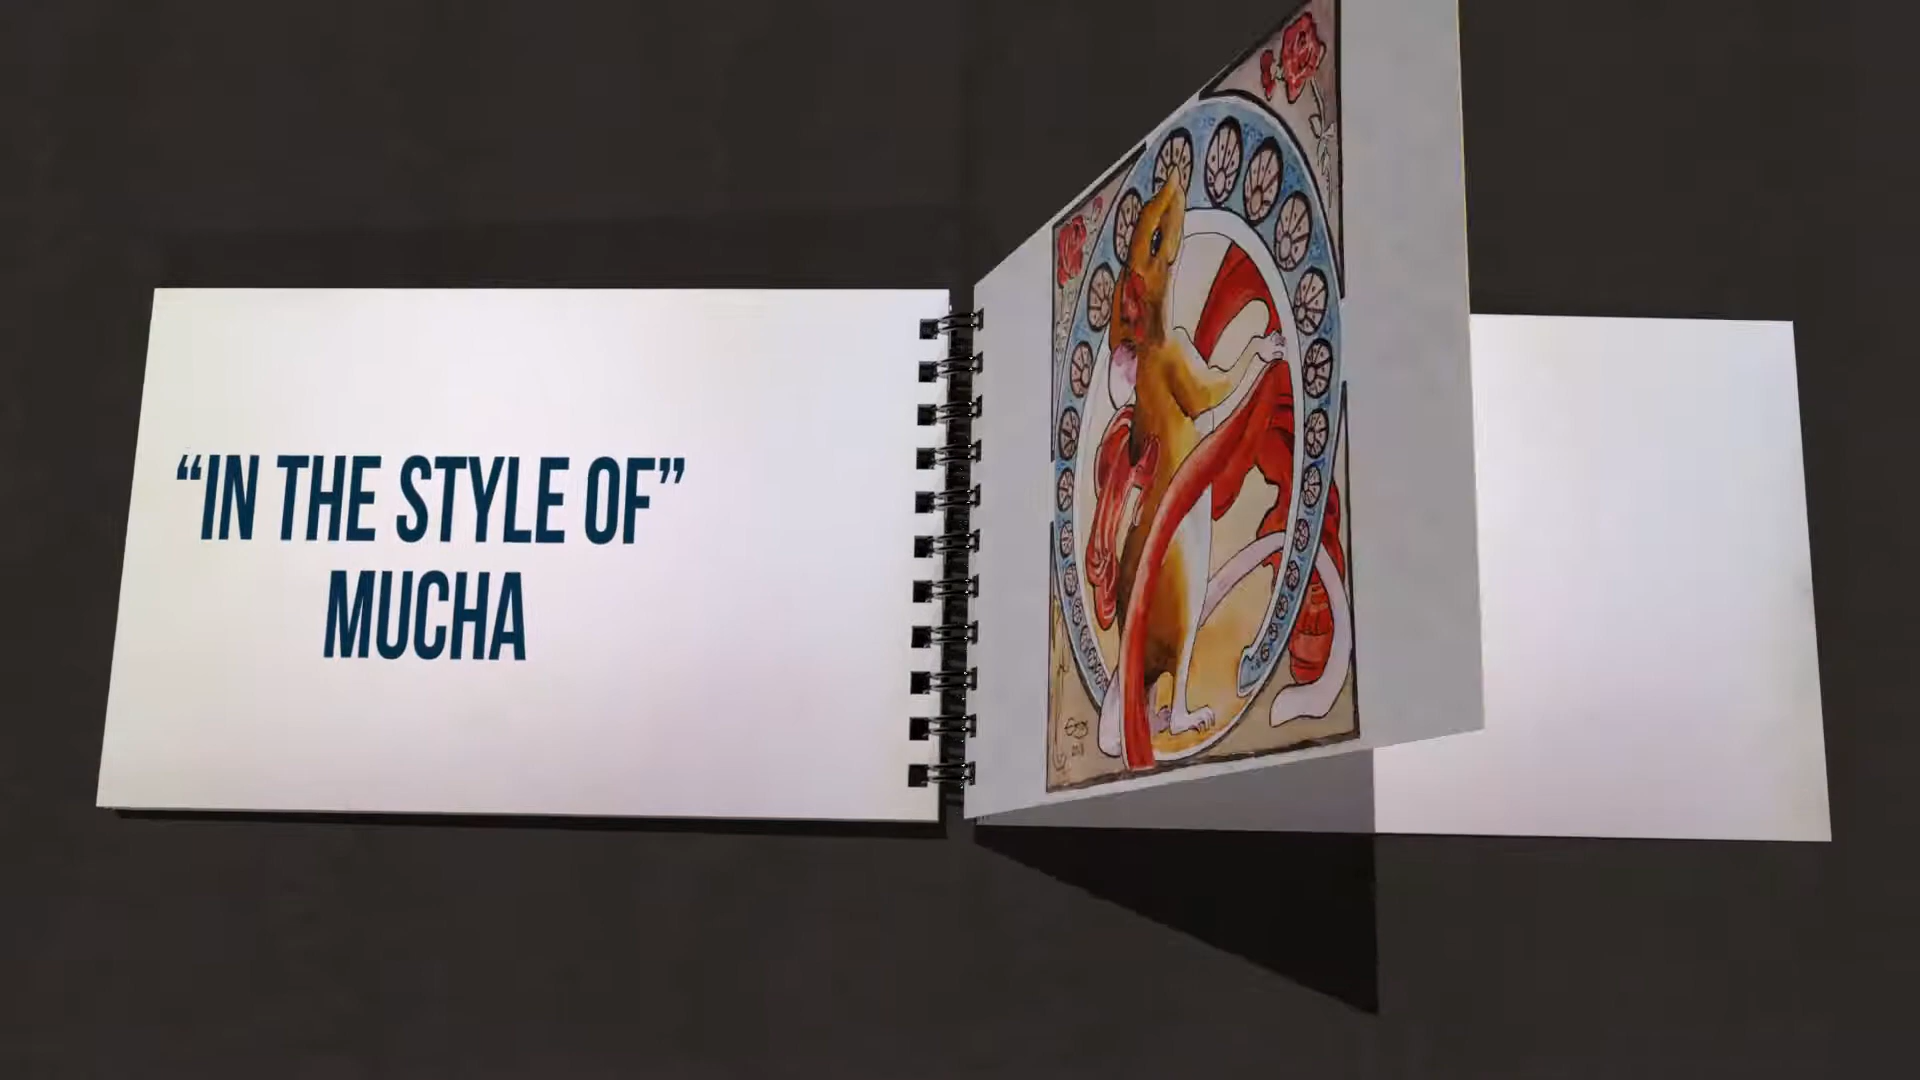 “IN THE STYLE OF”
MUCHA